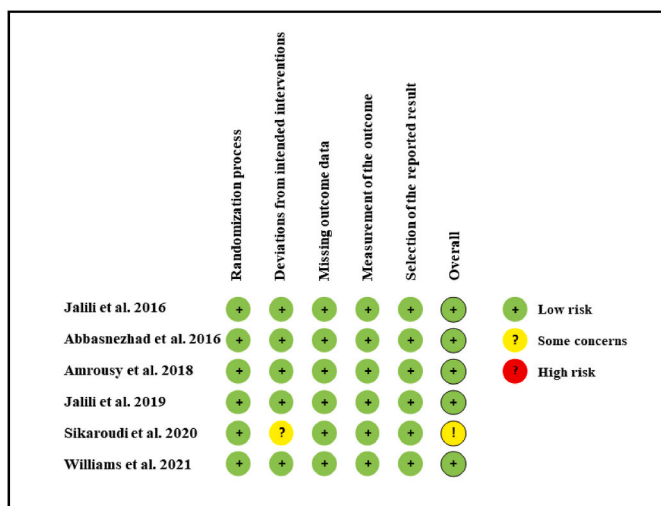 Randomization process
Deviations from intended interventions
Missing outcome data
Measurement of the outcome
Selection of the reported result
Overall
Jalili et al. 2016 + + + + + +
Abbasnezhad et al. 2016 + + + + + +
Amrousy et al. 2018 + + + + + +
Jalili et al. 2019 + + + + + +
Sikaroudi et al. 2020 + ? + + + !
Williams et al. 2021 + + + + + +
+ Low risk
? Some concerns
? High risk